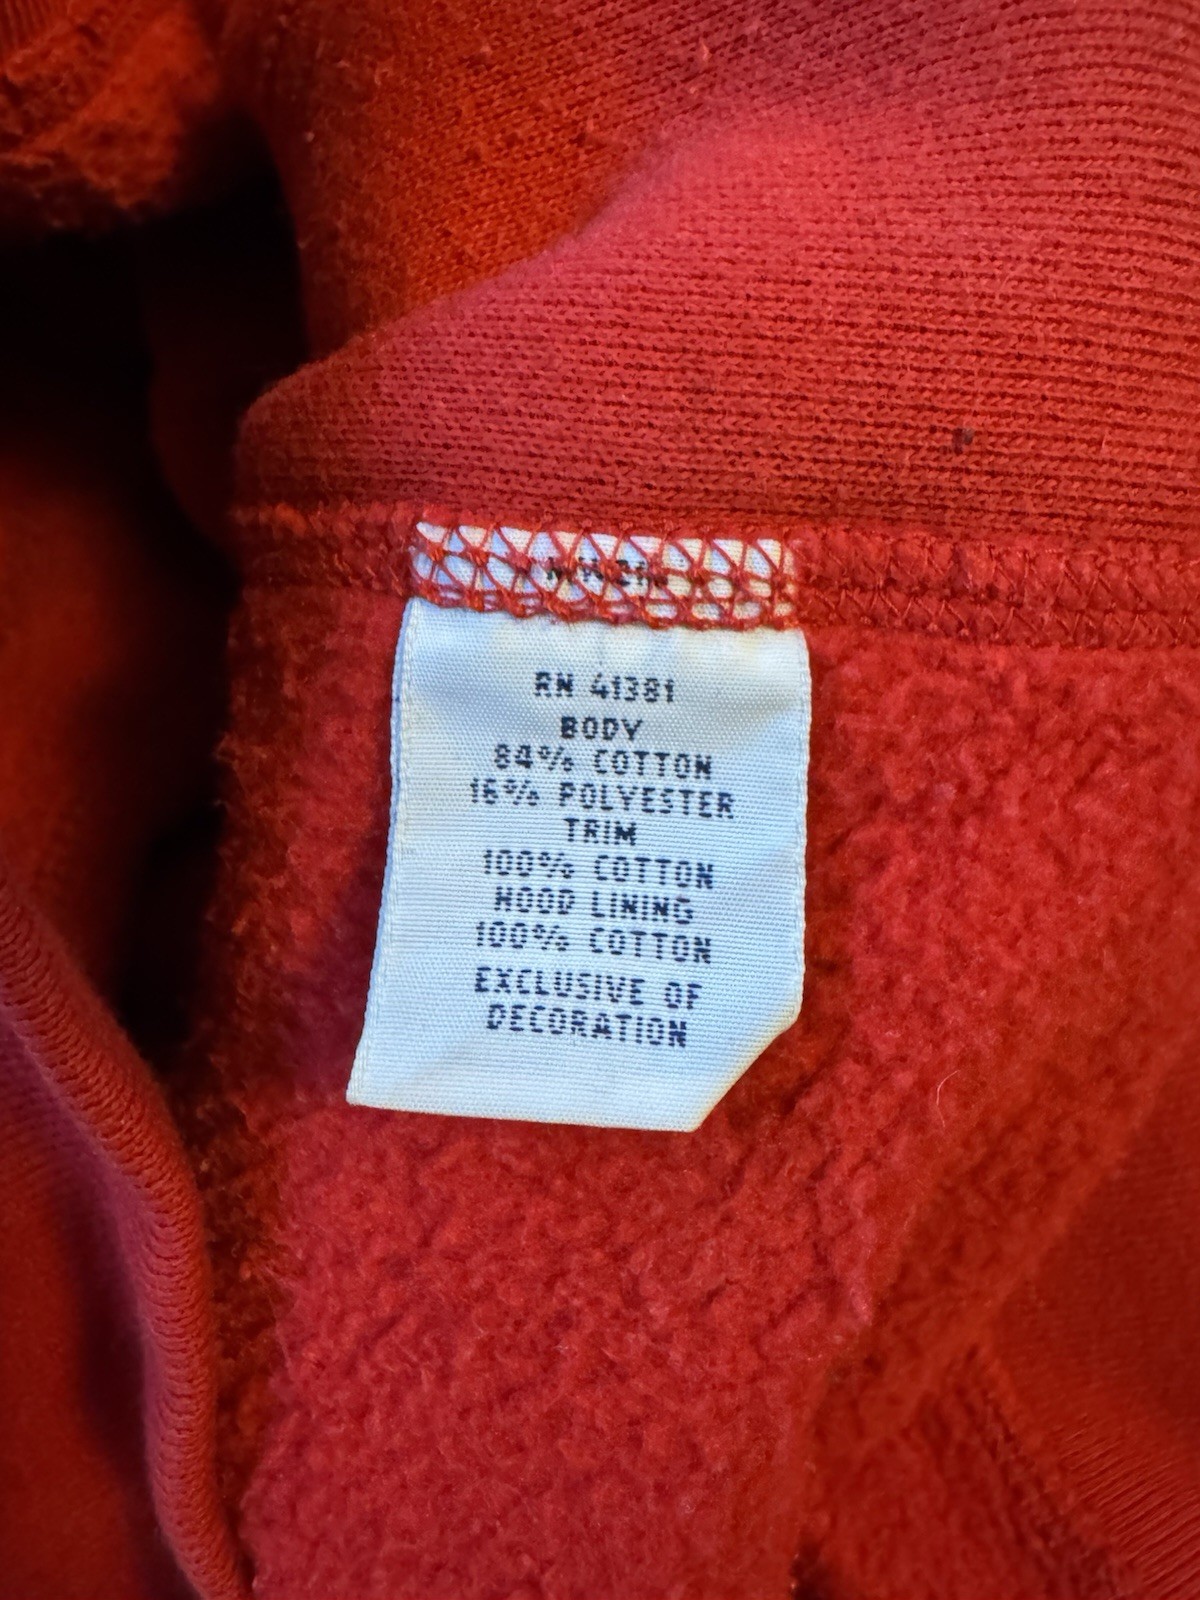 RN 41381
BODY
84% COTTON
16% POLYESTER
TRIM
100% COTTON
HOOD LINING
100% COTTON
EXCLUSIVE OF
DECORATION